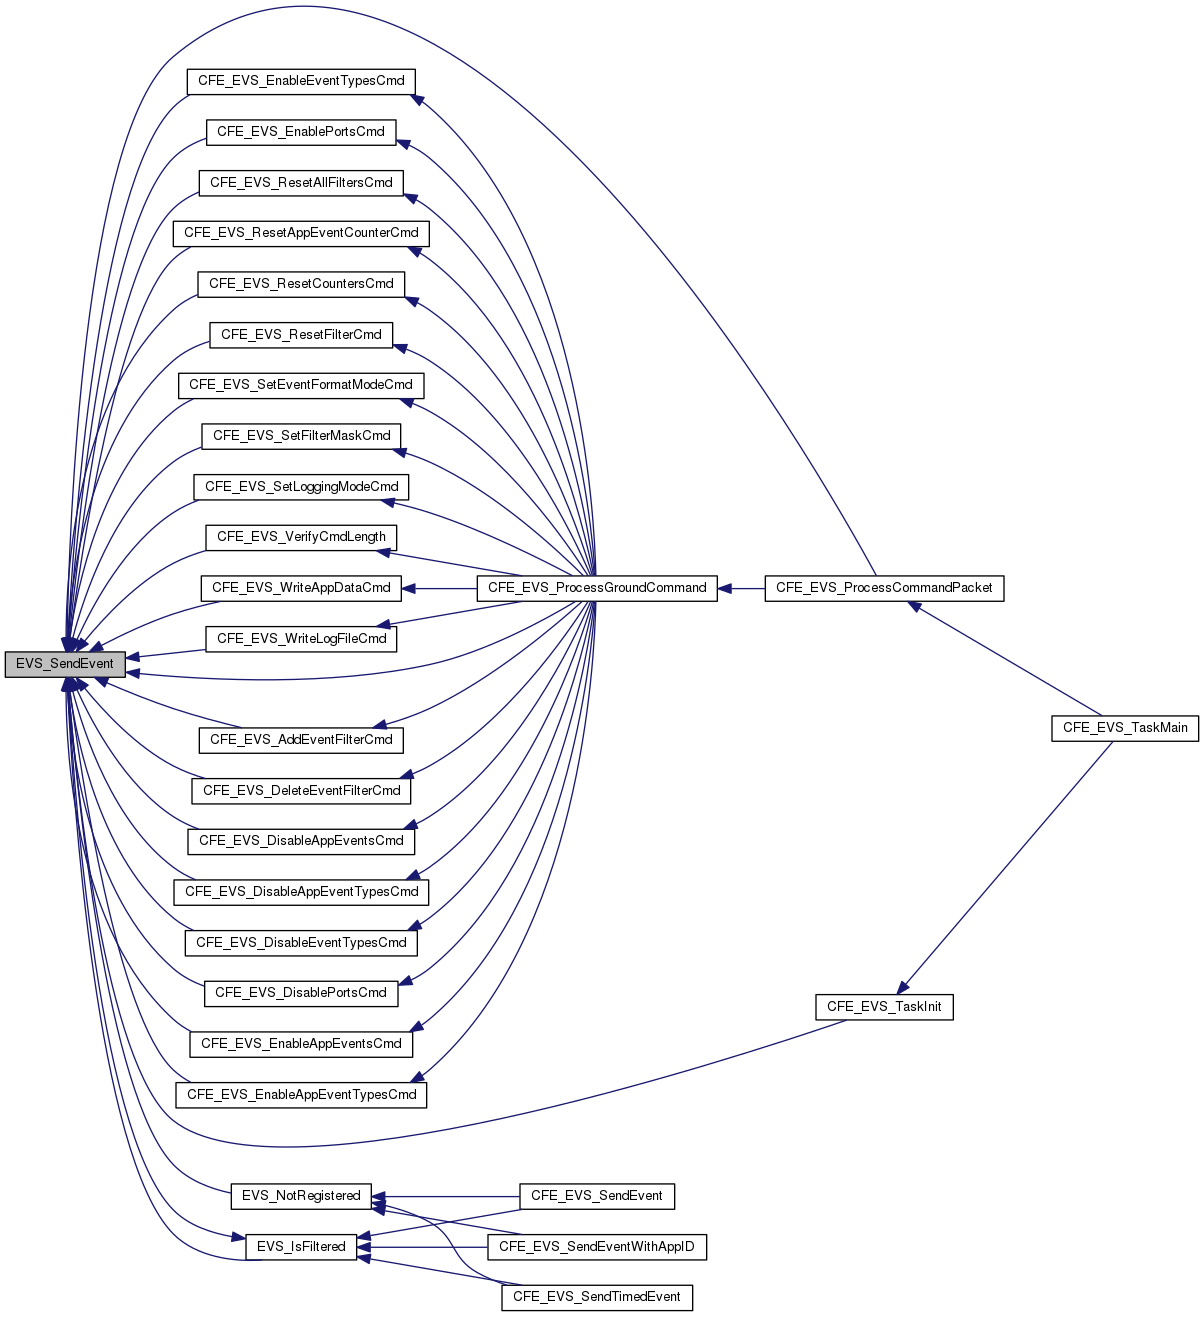 CFE_EVS_EnableEventTypesCmd
CFE_EVS_EnablePortsCmd
CFE_EVS_ResetAllFiltersCmd
CFE_EVS_ResetAppEventCounterCmd
CFE_EVS_ResetCountersCmd
CFE_EVS_ResetFilterCmd
CFE_EVS_SetEventFormatModeCmd
CFE_EVS_SetFilterMaskCmd
CFE_EVS_SetLoggingModeCmd
CFE_EVS_VerifyCmdLength
CFE_EVS_WriteAppDataCmd
CFE_EVS_ProcessGroundCommand
CFE_EVS_ProcessCommandPacket
CFE_EVS_WriteLogFileCmd
EVS_SendEvent
CFE_EVS_TaskMain
CFE_EVS_AddEventFilterCmd
CFE_EVS_DeleteEventFilterCmd
CFE_EVS_DisableAppEventsCmd
CFE_EVS_DisableAppEventTypesCmd
CFE_EVS_DisableEventTypesCmd
CFE_EVS_DisablePortsCmd
CFE_EVS_TaskInit
CFE_EVS_EnableAppEventsCmd
CFE_EVS_EnableAppEventTypesCmd
EVS_NotRegistered
CFE_EVS_SendEvent
EVS_IsFiltered
CFE_EVS_SendEventWithAppID
CFE_EVS_SendTimedEvent